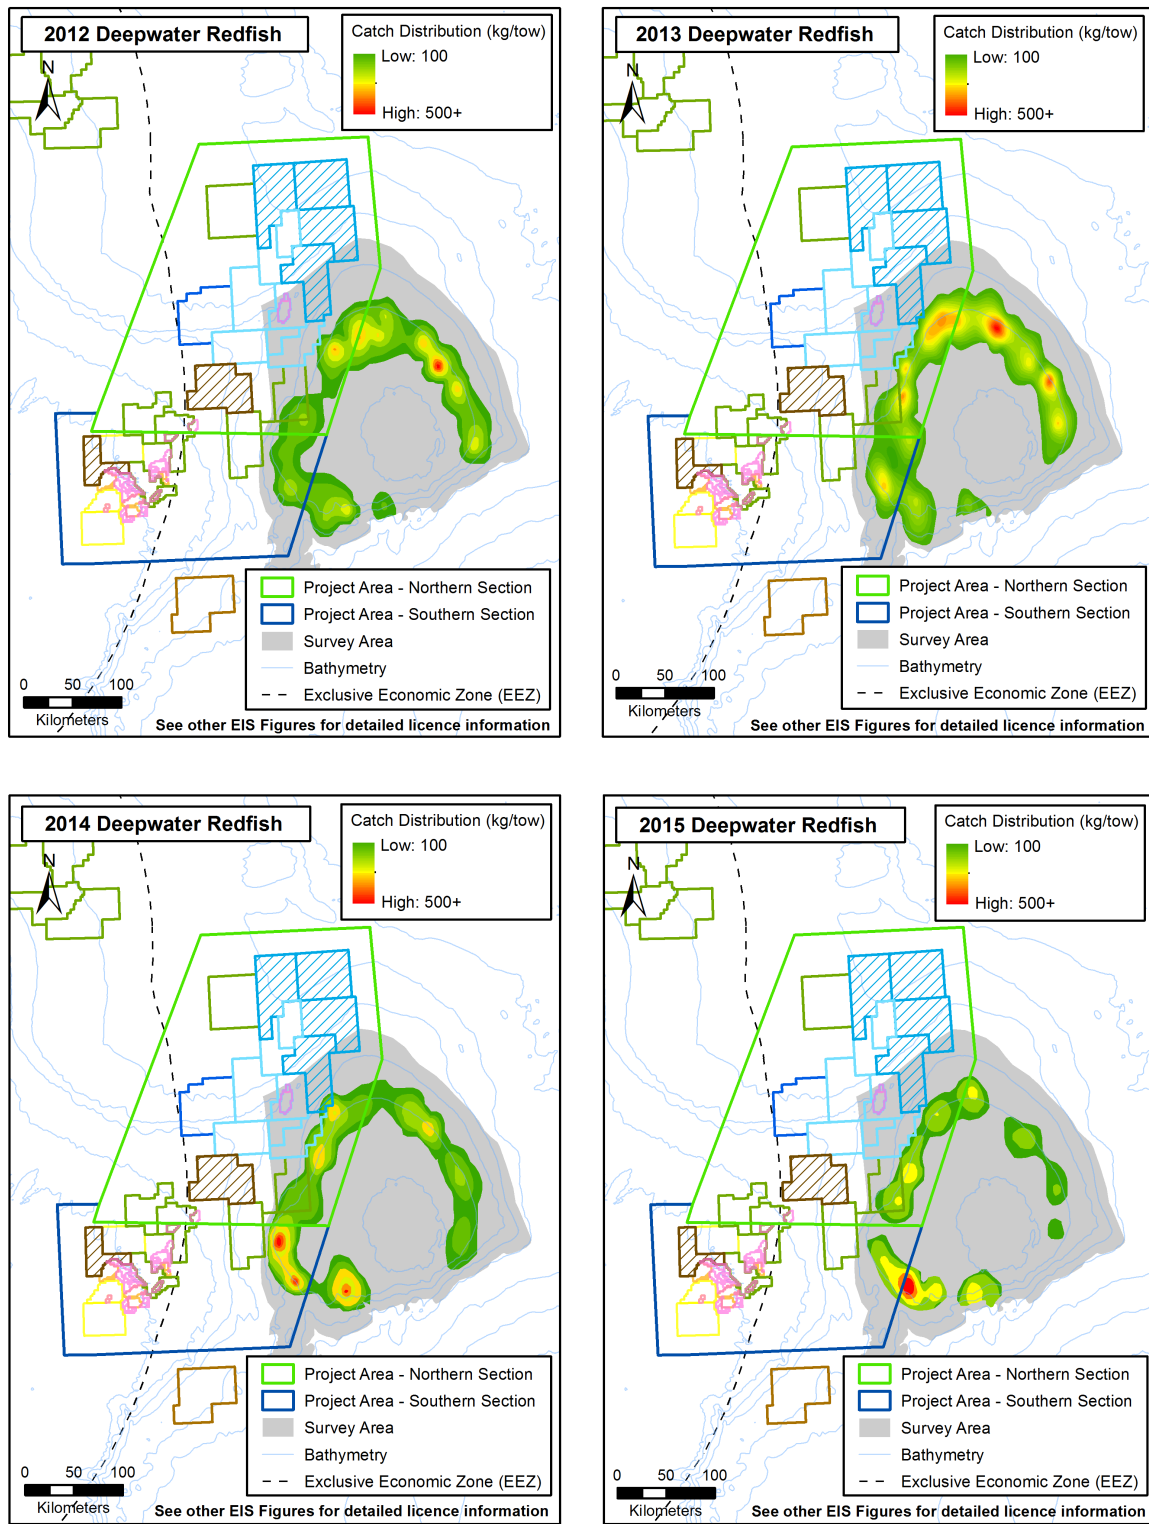 2012 Deepwater Redfish
Catch Distribution (kg/tow)
Low: 100
High: 500+
N
Project Area - Northern Section
Project Area - Southern Section
Survey Area
Bathymetry
Exclusive Economic Zone (EEZ)
0 50 100
Kilometers
See other EIS Figures for detailed licence information
2013 Deepwater Redfish
Catch Distribution (kg/tow)
Low: 100
High: 500+
N
Project Area - Northern Section
Project Area - Southern Section
Survey Area
Bathymetry
Exclusive Economic Zone (EEZ)
0 50 100
Kilometers
See other EIS Figures for detailed licence information
2014 Deepwater Redfish
Catch Distribution (kg/tow)
Low: 100
High: 500+
N
Project Area - Northern Section
Project Area - Southern Section
Survey Area
Bathymetry
Exclusive Economic Zone (EEZ)
0 50 100
Kilometers
See other EIS Figures for detailed licence information
2015 Deepwater Redfish
Catch Distribution (kg/tow)
Low: 100
High: 500+
N
Project Area - Northern Section
Project Area - Southern Section
Survey Area
Bathymetry
Exclusive Economic Zone (EEZ)
0 50 100
Kilometers
See other EIS Figures for detailed licence information